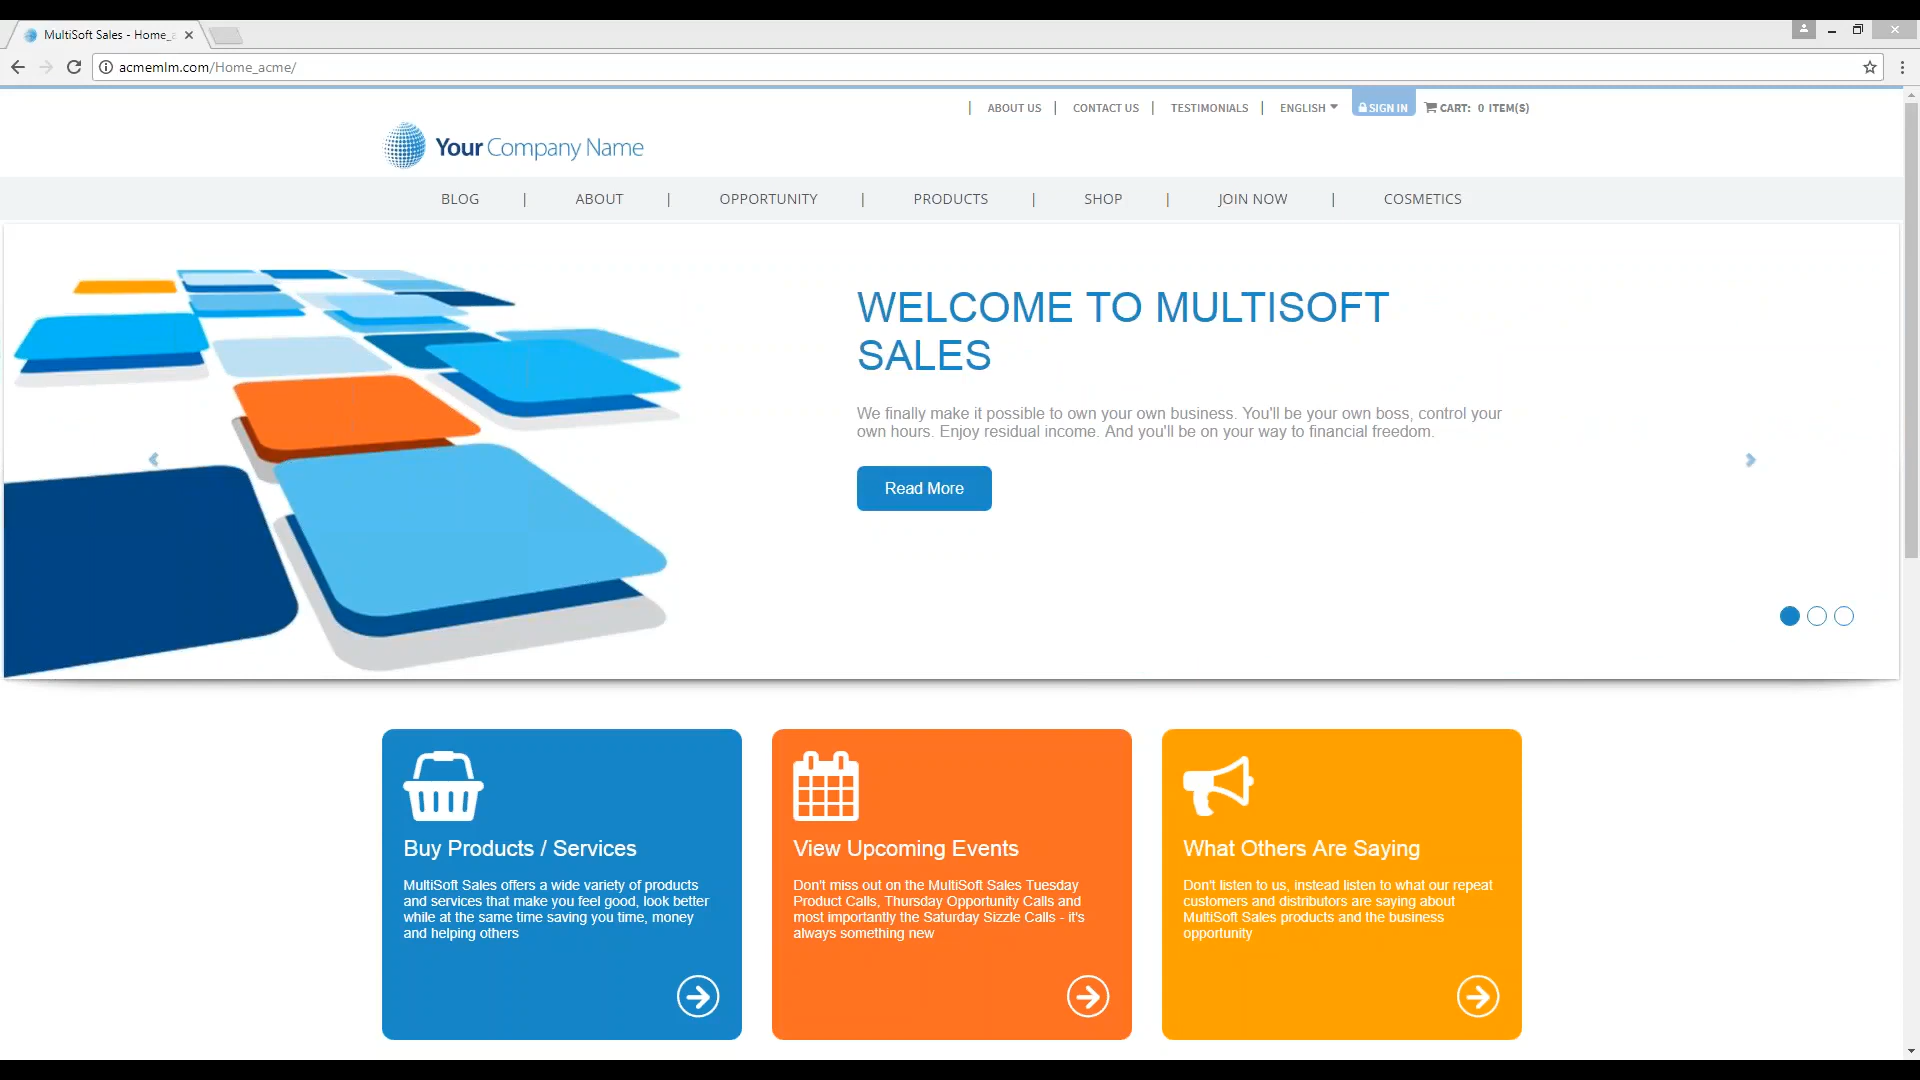 MultiSoft Sales - Home_a
acmemlm.com/Home_acme/
| ABOUT US | CONTACT US | TESTIMONIALS | ENGLISH SIGN IN CART: 0 ITEM(S)
Your Company Name
BLOG | ABOUT | OPPORTUNITY | PRODUCTS | SHOP | JOIN NOW | COSMETICS
WELCOME TO MULTISOFT
SALES
We finally make it possible to own your own business. You'll be your own boss, control your
own hours. Enjoy residual income. And you'll be on your way to financial freedom.
Read More
Buy Products / Services
MultiSoft Sales offers a wide variety of products
and services that make you feel good, look better
while at the same time saving you time, money
and helping others
View Upcoming Events
Don't miss out on the MultiSoft Sales Tuesday
Product Calls, Thursday Opportunity Calls and
most importantly the Saturday Sizzle Calls - it's
always something new
What Others Are Saying
Don't listen to us, instead listen to what our repeat
customers and distributors are saying about
MultiSoft Sales products and the business
opportunity